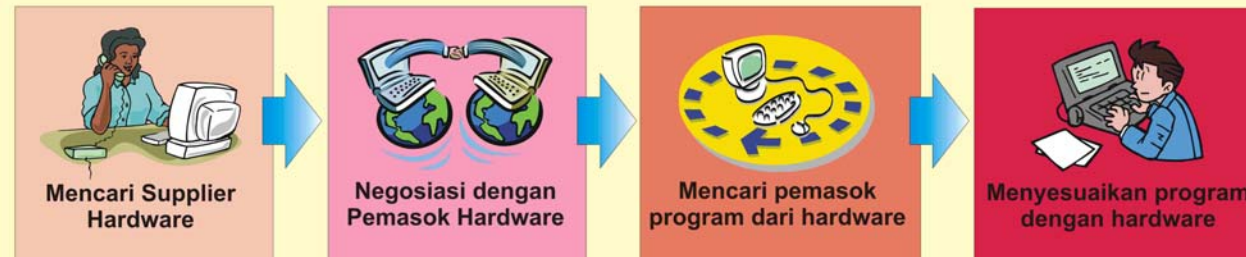 Mencari Supplier
Hardware
Negosiasi dengan
Pemasok Hardware
Mencari pemasok
program dari hardware
Menyesuaikan program
dengan hardware